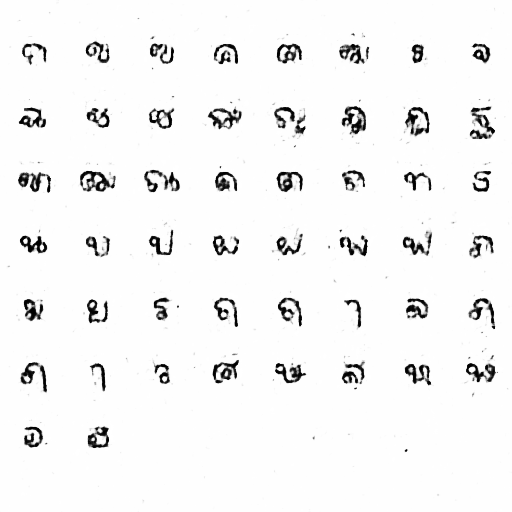 ก ข ฃ ค ฅ ฆ ง จ
ฉ ช ซ ฌ ญ ฎ ฏ ฐ
ฑ ฒ ณ ด ต ถ ท ธ
น บ ป ผ ฝ พ ฟ ภ
ม ย ร ฤ ฤ ๅ ล ฦ
ฦ ๅ ว ศ ษ ส ห ฬ
อ ฮ